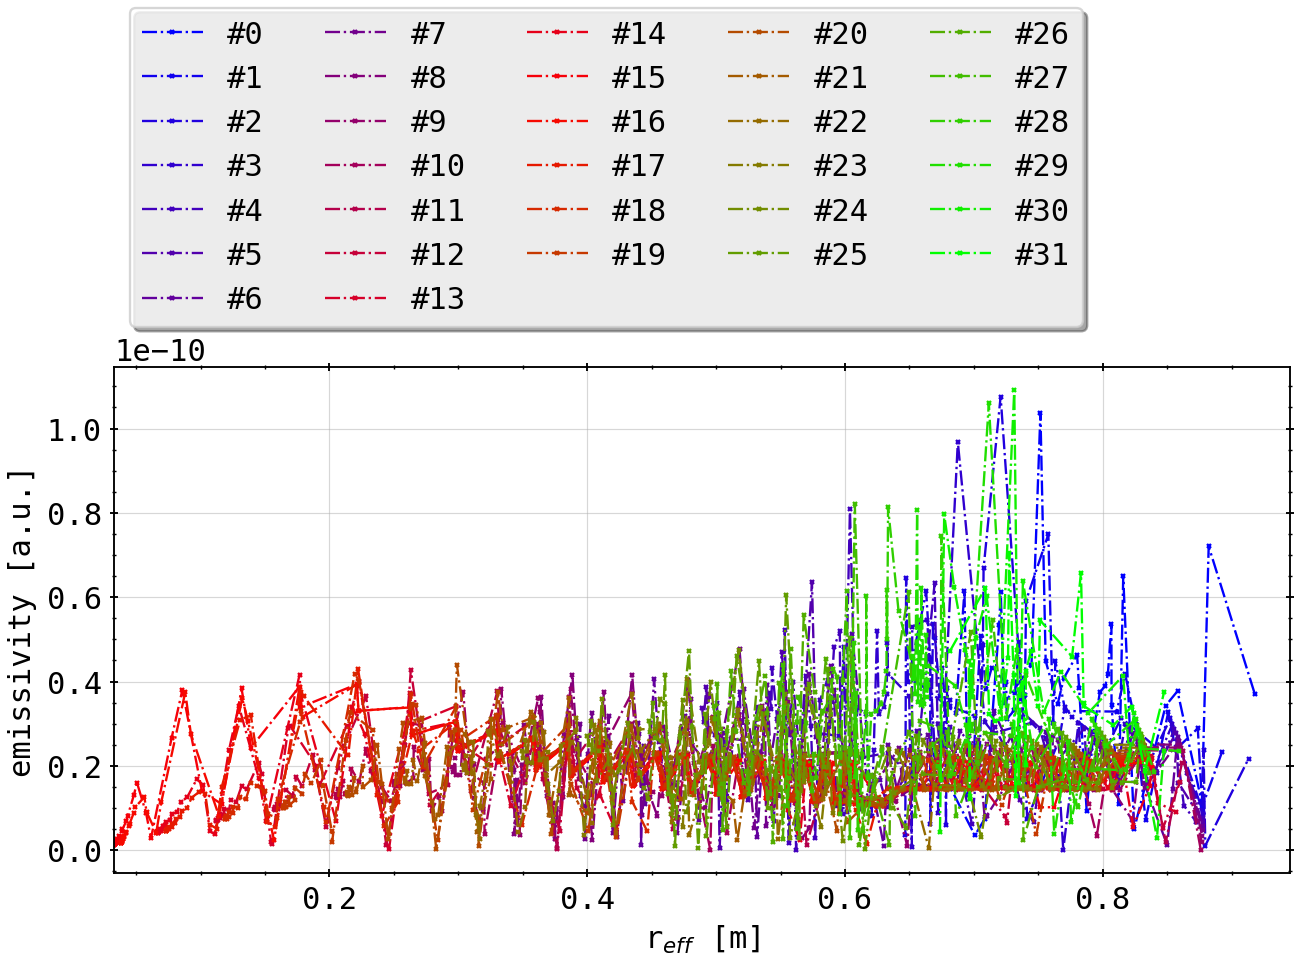 #0 #7 #14 #20 #26
#1 #8 #15 #21 #27
#2 #9 #16 #22 #28
#3 #10 #17 #23 #29
#4 #11 #18 #24 #30
#5 #12 #19 #25 #31
#6 #13
1e−10
1.0
0.8
0.6
0.4
0.2
0.0
emissivity [a.u.]
0.2 0.4 0.6 0.8
r_eff [m]